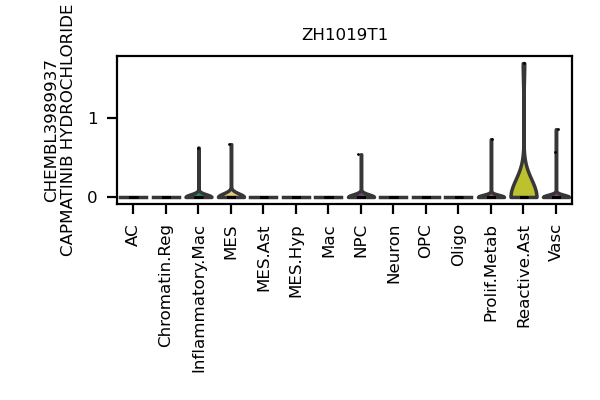 ZH1019T1
CHEMBL3989937
CAPMATINIB HYDROCHLORIDE
1
0
AC
Chromatin.Reg
Inflammatory.Mac
MES
MES.Ast
MES.Hyp
Mac
NPC
Neuron
OPC
Oligo
Prolif.Metab
Reactive.Ast
Vasc